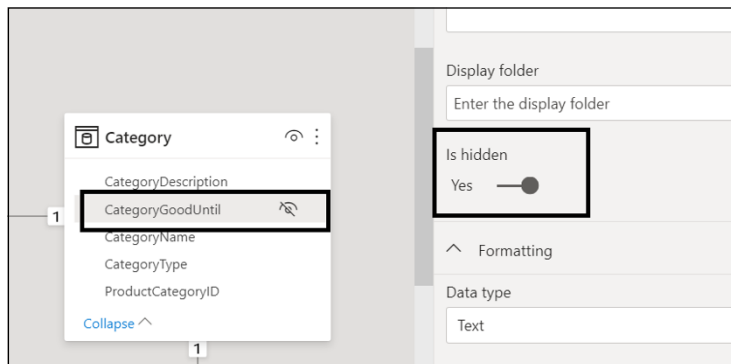 Category
CategoryDescription
CategoryGoodUntil
CategoryName
CategoryType
ProductCategoryID
Collapse
1
1
Display folder
Enter the display folder
Is hidden
Yes
Formatting
Data type
Text